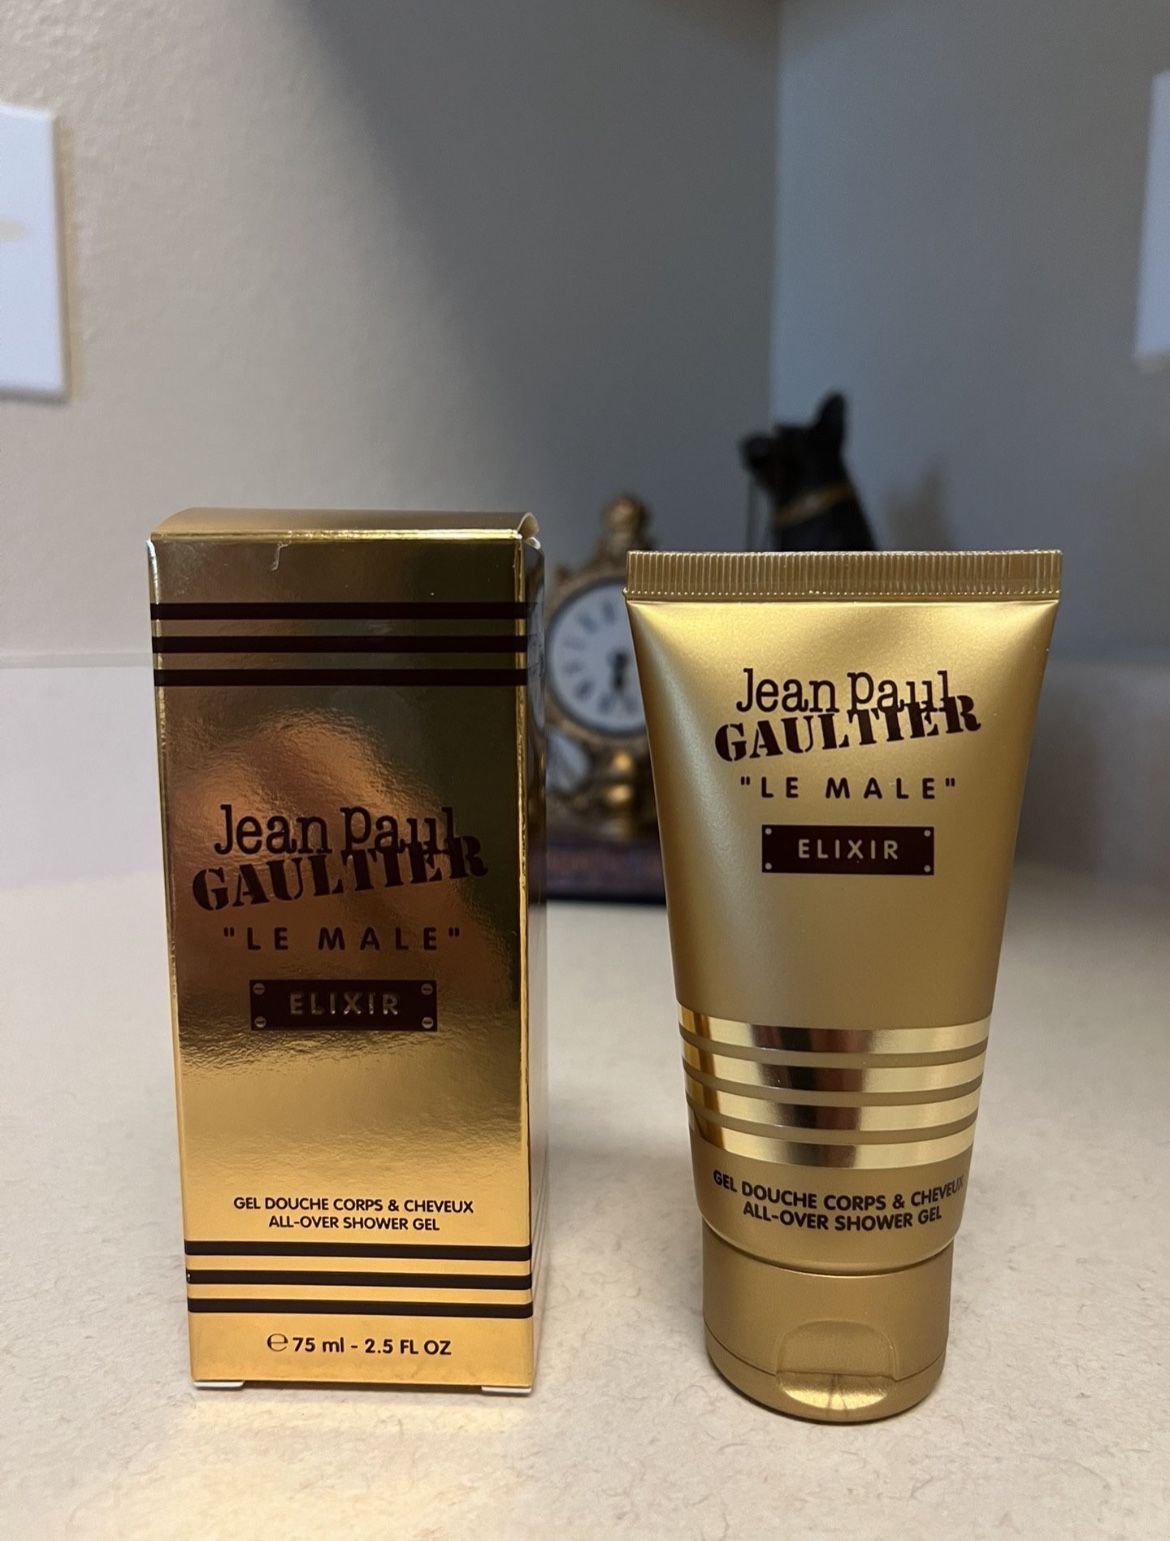 Jean Paul
GAULTIER
"LE MALE"
ELIXIR
GEL DOUCHE CORPS & CHEVEUX
ALL-OVER SHOWER GEL
℮ 75 ml - 2.5 FL OZ
Jean Paul
GAULTIER
"LE MALE"
ELIXIR
GEL DOUCHE CORPS & CHEVEUX
ALL-OVER SHOWER GEL